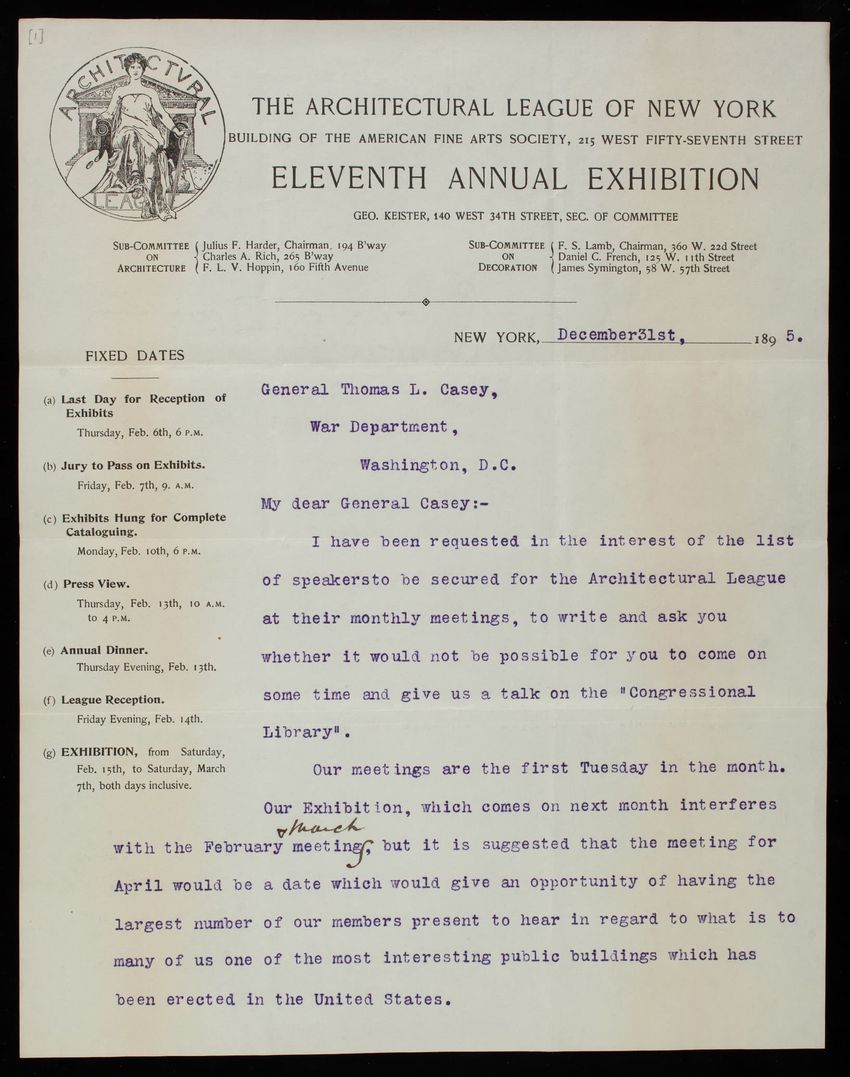 [1]
ARCHITECTVRAL
LEAGUE
THE ARCHITECTURAL LEAGUE OF NEW YORK
BUILDING OF THE AMERICAN FINE ARTS SOCIETY, 215 WEST FIFTY-SEVENTH STREET
ELEVENTH ANNUAL EXHIBITION
GEO. KEISTER, 140 WEST 34TH STREET, SEC. OF COMMITTEE
SUB-COMMITTEE ON ARCHITECTURE
Julius F. Harder, Chairman, 194 B'way
Charles A. Rich, 265 B'way
F. L. V. Hoppin, 160 Fifth Avenue
SUB-COMMITTEE ON DECORATION
F. S. Lamb, Chairman, 360 W. 22d Street
Daniel C. French, 125 W. 11th Street
James Symington, 58 W. 57th Street
NEW YORK, December31st, 1895.
FIXED DATES
(a) Last Day for Reception of
Exhibits
Thursday, Feb. 6th, 6 P.M.
(b) Jury to Pass on Exhibits.
Friday, Feb. 7th, 9. A.M.
(c) Exhibits Hung for Complete
Cataloguing.
Monday, Feb. 10th, 6 P.M.
(d) Press View.
Thursday, Feb. 13th, 10 A.M.
to 4 P.M.
(e) Annual Dinner.
Thursday Evening, Feb. 13th.
(f) League Reception.
Friday Evening, Feb. 14th.
(g) EXHIBITION, from Saturday,
Feb. 15th, to Saturday, March
7th, both days inclusive.
General Thomas L. Casey,
War Department,
Washington, D.C.
My dear General Casey:-
I have been requested in the interest of the list
of speakersto be secured for the Architectural League
at their monthly meetings, to write and ask you
whether it would not be possible for you to come on
some time and give us a talk on the "Congressional
Library".
Our meetings are the first Tuesday in the month.
Our Exhibition, which comes on next month interferes
& March
with the February meetings, but it is suggested that the meeting for
April would be a date which would give an opportunity of having the
largest number of our members present to hear in regard to what is to
many of us one of the most interesting public buildings which has
been erected in the United States.